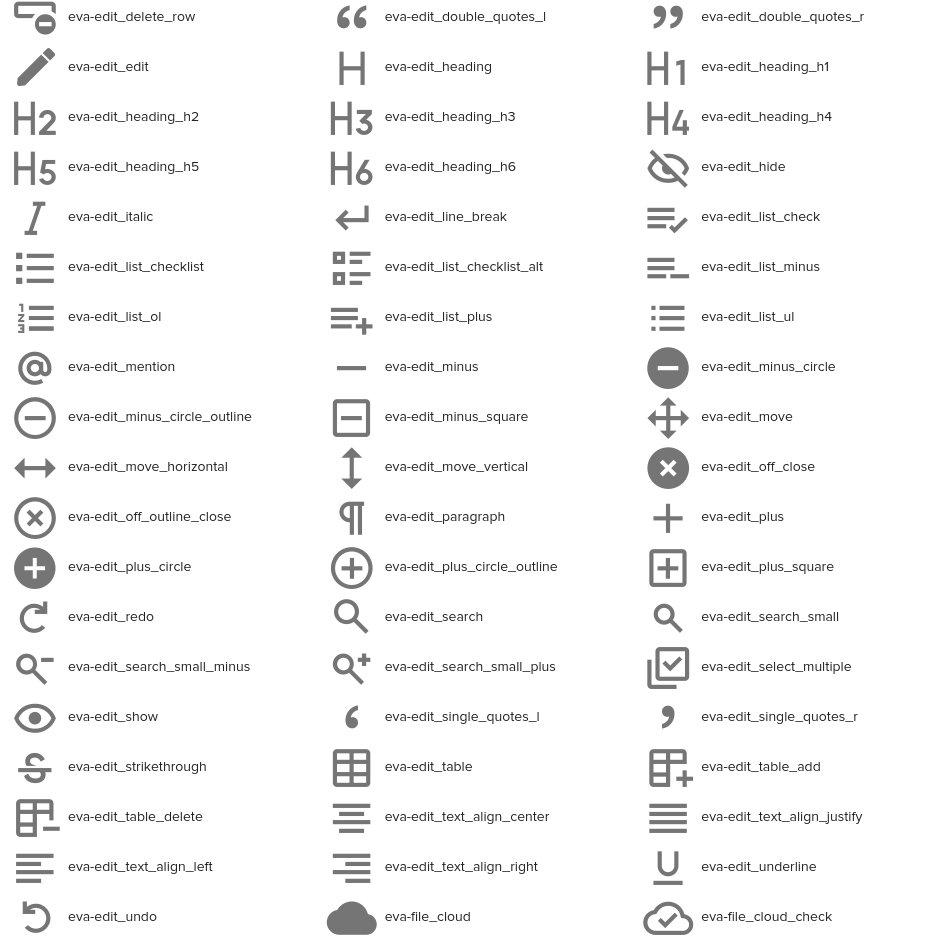 eva-edit_delete_row eva-edit_double_quotes_l eva-edit_double_quotes_r
eva-edit_edit eva-edit_heading eva-edit_heading_h1
eva-edit_heading_h2 eva-edit_heading_h3 eva-edit_heading_h4
eva-edit_heading_h5 eva-edit_heading_h6 eva-edit_hide
eva-edit_italic eva-edit_line_break eva-edit_list_check
eva-edit_list_checklist eva-edit_list_checklist_alt eva-edit_list_minus
eva-edit_list_ol eva-edit_list_plus eva-edit_list_ul
eva-edit_mention eva-edit_minus eva-edit_minus_circle
eva-edit_minus_circle_outline eva-edit_minus_square eva-edit_move
eva-edit_move_horizontal eva-edit_move_vertical eva-edit_off_close
eva-edit_off_outline_close eva-edit_paragraph eva-edit_plus
eva-edit_plus_circle eva-edit_plus_circle_outline eva-edit_plus_square
eva-edit_redo eva-edit_search eva-edit_search_small
eva-edit_search_small_minus eva-edit_search_small_plus eva-edit_select_multiple
eva-edit_show eva-edit_single_quotes_l eva-edit_single_quotes_r
eva-edit_strikethrough eva-edit_table eva-edit_table_add
eva-edit_table_delete eva-edit_text_align_center eva-edit_text_align_justify
eva-edit_text_align_left eva-edit_text_align_right eva-edit_underline
eva-edit_undo eva-file_cloud eva-file_cloud_check